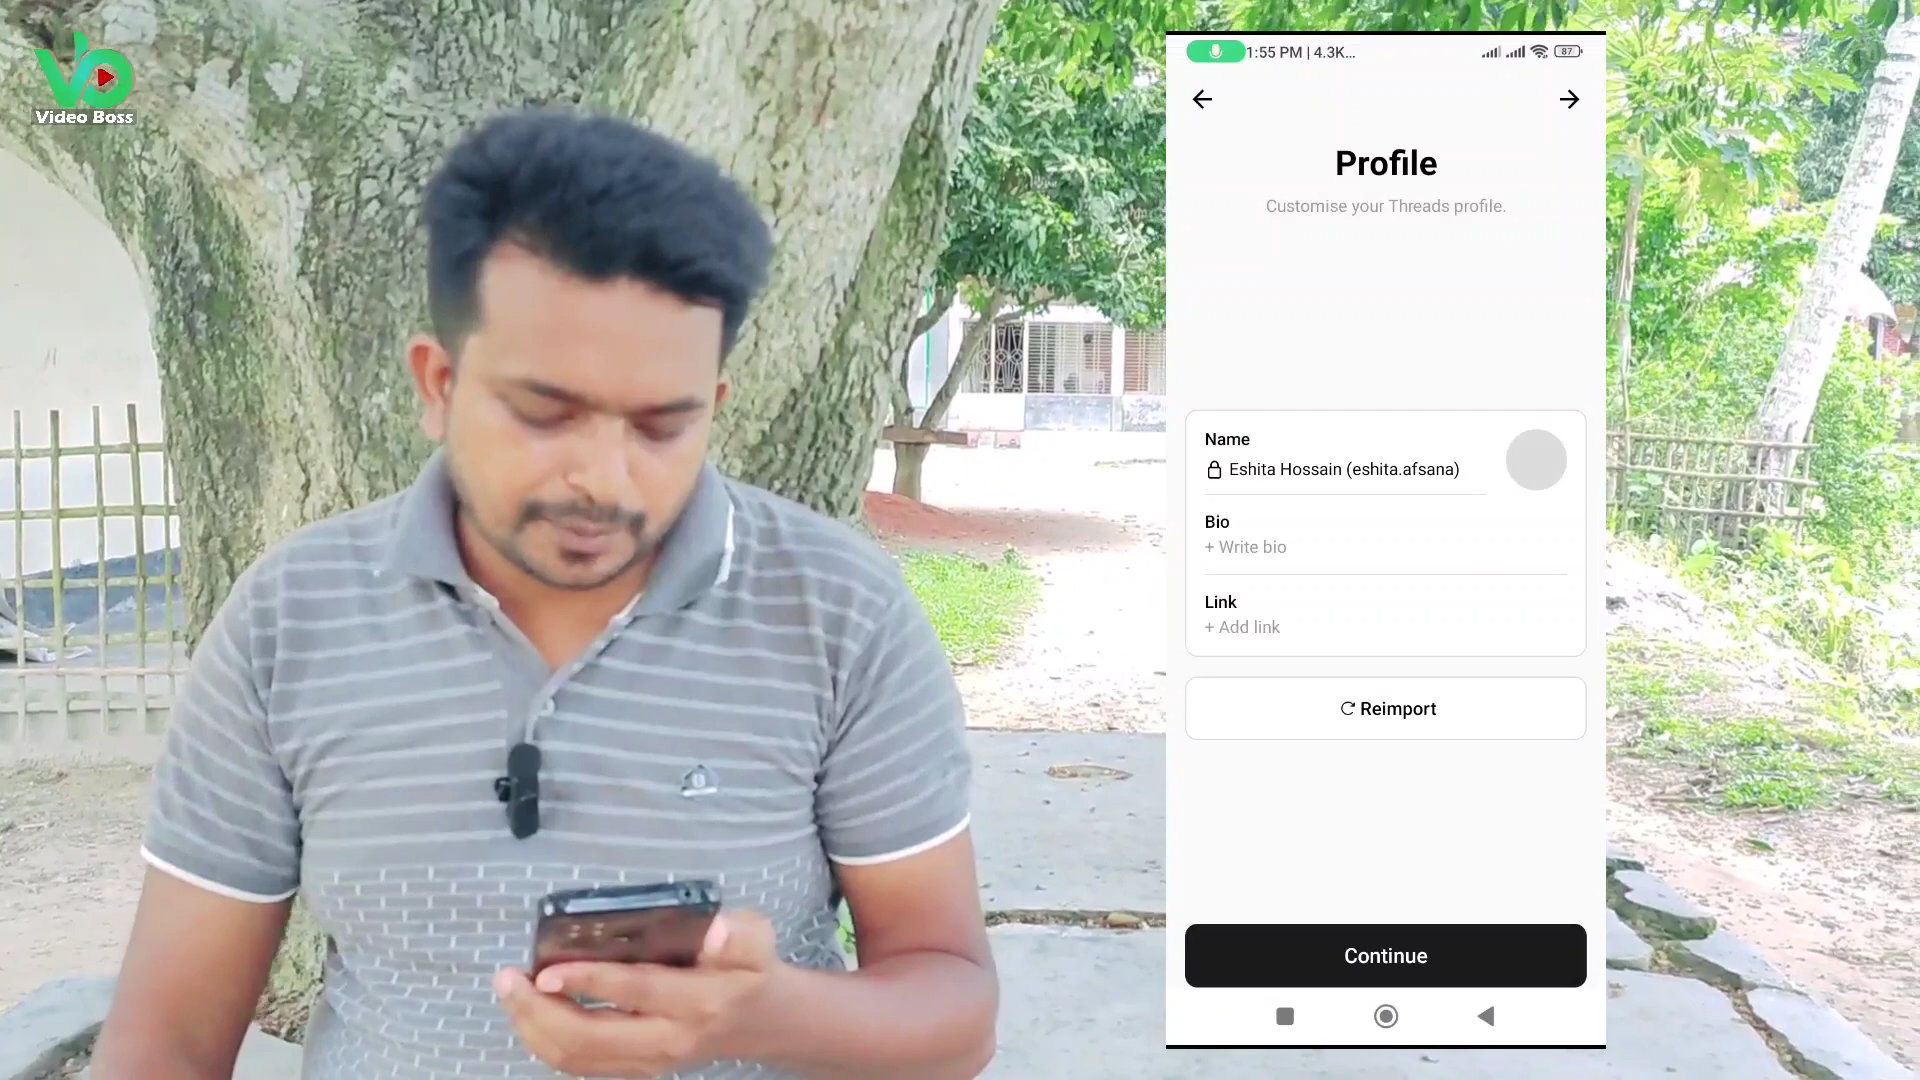 Video Boss
1:55 PM | 4.3K...
87
Profile
Customise your Threads profile.
Name
Eshita Hossain (eshita.afsana)
Bio
+ Write bio
Link
+ Add link
Reimport
Continue